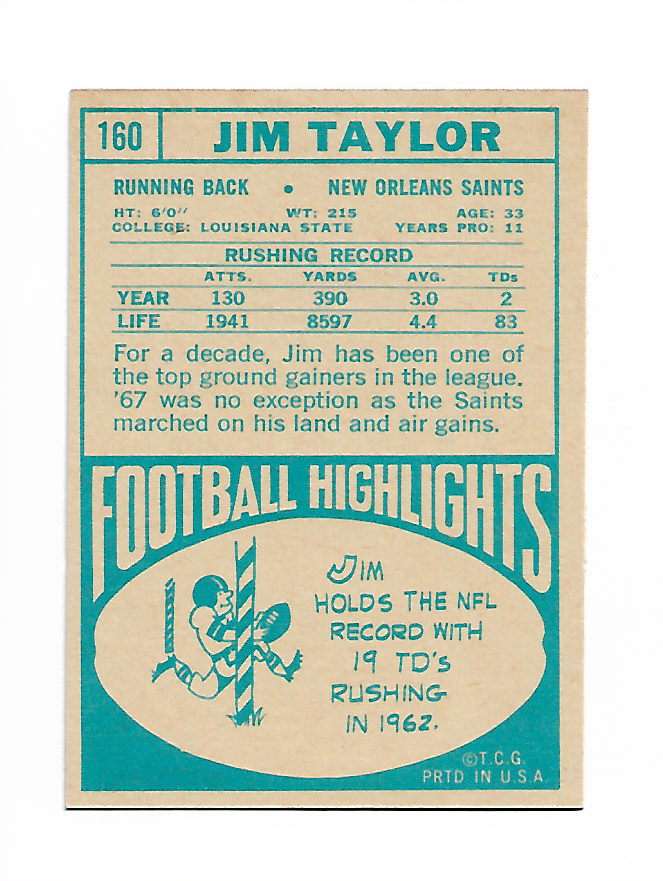 160 JIM TAYLOR
RUNNING BACK • NEW ORLEANS SAINTS
HT: 6'0" WT: 215 AGE: 33
COLLEGE: LOUISIANA STATE YEARS PRO: 11
RUSHING RECORD
ATTS. YARDS AVG. TDs
YEAR 130 390 3.0 2
LIFE 1941 8597 4.4 83
For a decade, Jim has been one of
the top ground gainers in the league.
'67 was no exception as the Saints
marched on his land and air gains.
FOOTBALL HIGHLIGHTS
JIM
HOLDS THE NFL
RECORD WITH
19 TD's
RUSHING
IN 1962.
©T.C.G.
PRTD IN U.S.A.